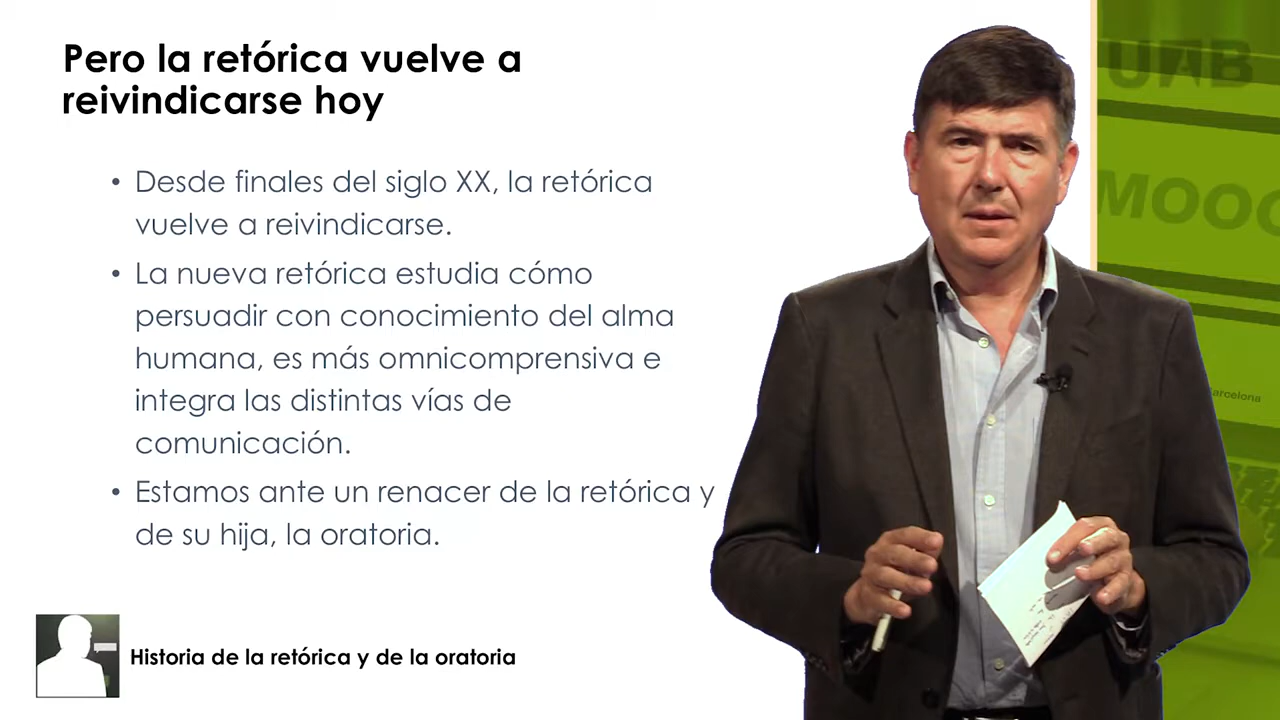 Pero la retórica vuelve a
reivindicarse hoy
• Desde finales del siglo XX, la retórica
vuelve a reivindicarse.
• La nueva retórica estudia cómo
persuadir con conocimiento del alma
humana, es más omnicomprensiva e
integra las distintas vías de
comunicación.
• Estamos ante un renacer de la retórica y
de su hija, la oratoria.
Historia de la retórica y de la oratoria
UAB
MOOC
arcelona